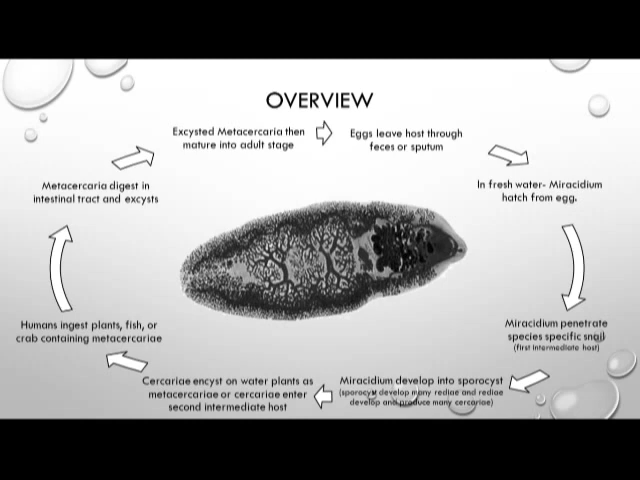 OVERVIEW
Excysted Metacercaria then
mature into adult stage
Eggs leave host through
feces or sputum
In fresh water- Miracidium
hatch from egg.
Miracidium penetrate
species specific snail
(first intermediate host)
Miracidium develop into sporocyst
(sporocyst develop many rediae and rediae
develop and produce many cercariae)
Cercariae encyst on water plants as
metacercariae or cercariae enter
second intermediate host
Humans ingest plants, fish, or
crab containing metacercariae
Metacercaria digest in
intestinal tract and excysts